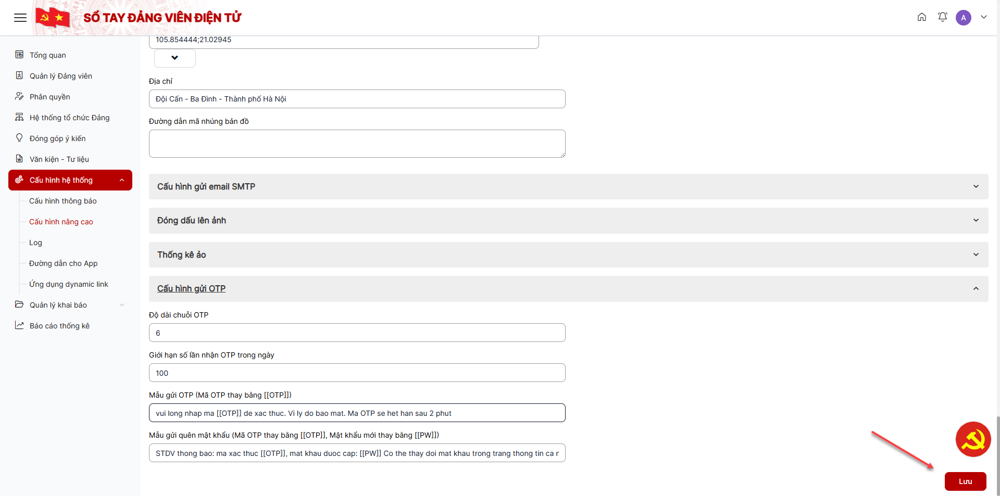 SỔ TAY ĐẢNG VIÊN ĐIỆN TỬ
A
Tổng quan
Quản lý Đảng viên
Phân quyền
Hệ thống tổ chức Đảng
Đóng góp ý kiến
Văn kiện - Tư liệu
Cấu hình hệ thống
Cấu hình thông báo
Cấu hình nâng cao
Log
Đường dẫn cho App
Ứng dụng dynamic link
Quản lý khai báo
Báo cáo thống kê
105.854444;21.02945
Địa chỉ
Đội Cấn - Ba Đình - Thành phố Hà Nội
Đường dẫn mã nhúng bản đồ
Cấu hình gửi email SMTP
Đóng dấu lên ảnh
Thống kê ảo
Cấu hình gửi OTP
Độ dài chuỗi OTP
6
Giới hạn số lần nhận OTP trong ngày
100
Mẫu gửi OTP (Mã OTP thay bằng [[OTP]])
vui long nhap ma [[OTP]] de xac thuc. Vi ly do bao mat. Ma OTP se het han sau 2 phut
Mẫu gửi quên mật khẩu (Mã OTP thay bằng [[OTP]], Mật khẩu mới thay bằng [[PW]])
STDV thong bao: ma xac thuc [[OTP]], mat khau duoc cap: [[PW]] Co the thay doi mat khau trong trang thong tin ca
Lưu